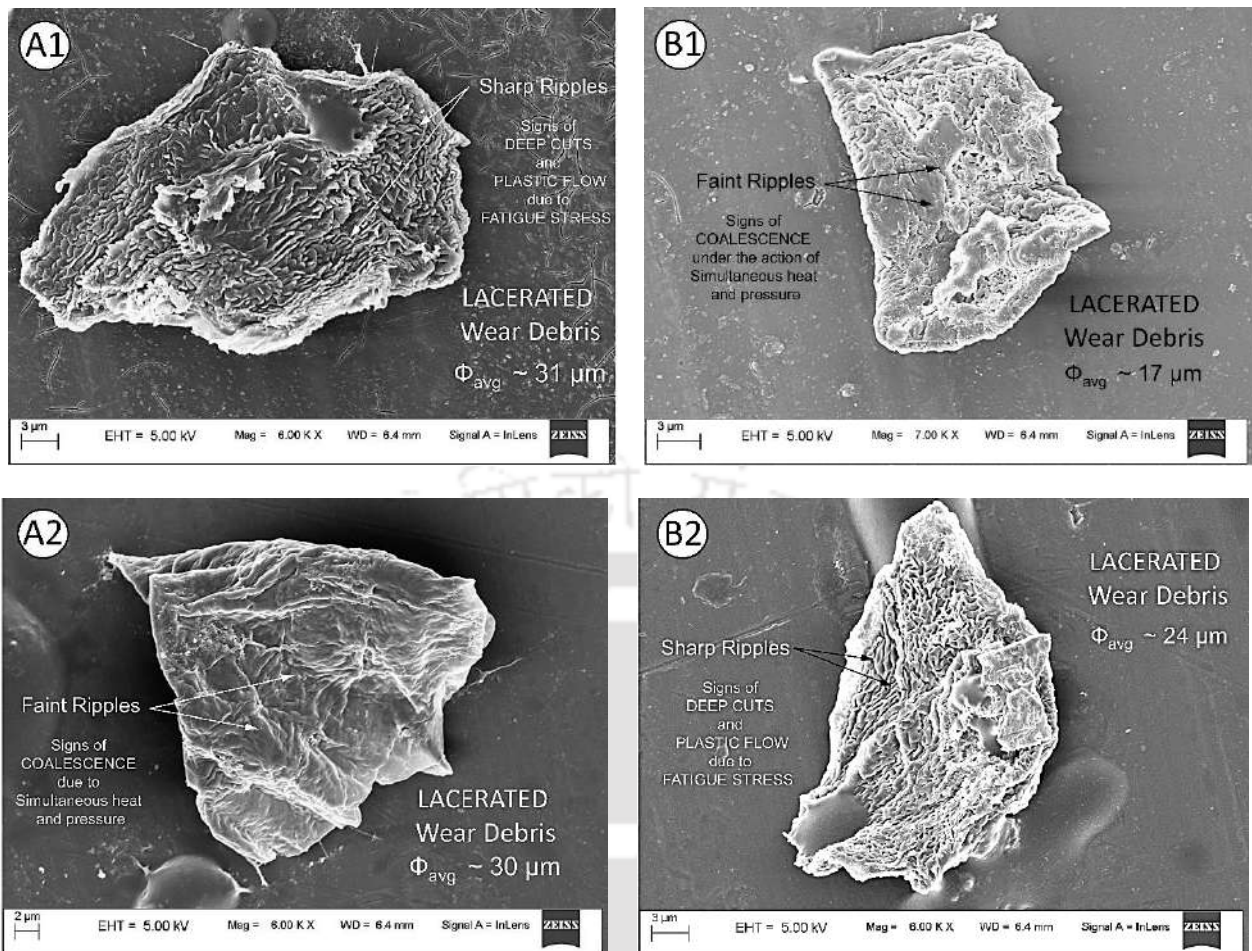 A1
Sharp Ripples
Signs of
DEEP CUTS
and
PLASTIC FLOW
due to
FATIGUE STRESS
LACERATED
Wear Debris
Φavg ~ 31 μm
3 μm EHT = 5.00 kV Mag = 6.00 K X WD = 6.4 mm Signal A = InLens ZEISS
B1
Faint Ripples
Signs of
COALESCENCE
under the action of
Simultaneous heat
and pressure
LACERATED
Wear Debris
Φavg ~ 17 μm
3 μm EHT = 5.00 kV Mag = 7.00 K X WD = 6.4 mm Signal A = InLens ZEISS
A2
Faint Ripples
Signs of
COALESCENCE
due to
Simultaneous heat
and pressure
LACERATED
Wear Debris
Φavg ~ 30 μm
2 μm EHT = 5.00 kV Mag = 6.00 K X WD = 6.4 mm Signal A = InLens ZEISS
B2
LACERATED
Wear Debris
Φavg ~ 24 μm
Sharp Ripples
Signs of
DEEP CUTS
and
PLASTIC FLOW
due to
FATIGUE STRESS
3 μm EHT = 5.00 kV Mag = 6.00 K X WD = 6.4 mm Signal A = InLens ZEISS